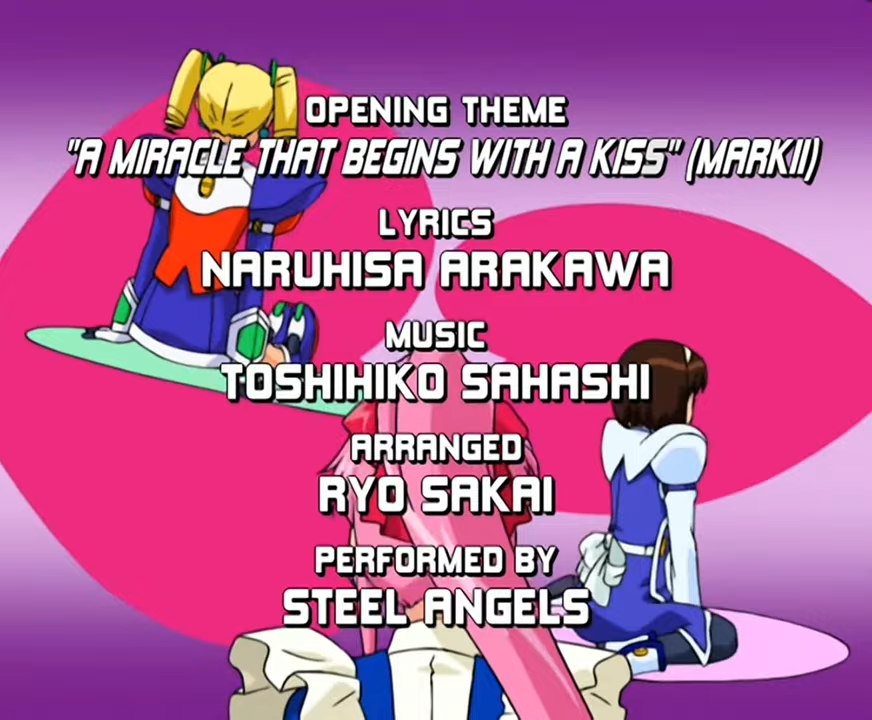 OPENING THEME
"A MIRACLE THAT BEGINS WITH A KISS" (MARKII)
LYRICS
NARUHISA ARAKAWA
MUSIC
TOSHIHIKO SAHASHI
ARRANGED
RYO SAKAI
PERFORMED BY
STEEL ANGELS